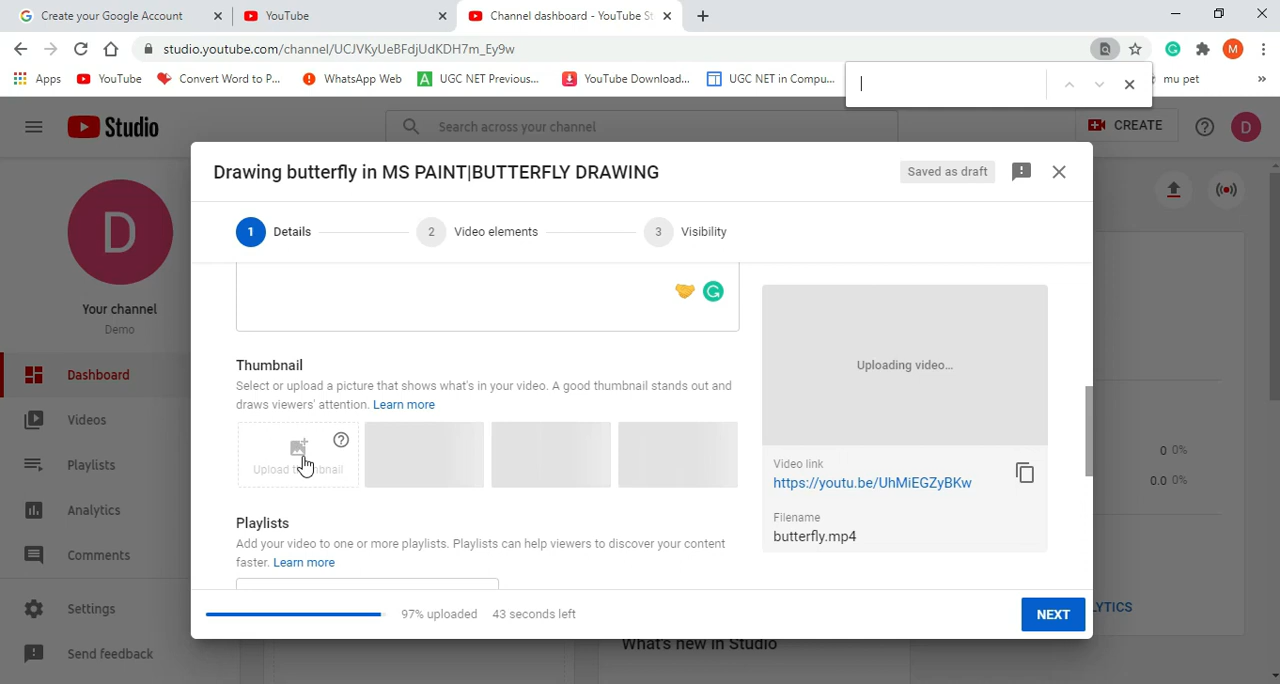 Create your Google Account
YouTube
Channel dashboard - YouTube St
studio.youtube.com/channel/UCJVKyUeBFdjUdKDH7m_Ey9w
M
Apps
YouTube
Convert Word to P...
WhatsApp Web
UGC NET Previous...
YouTube Download...
UGC NET in Compu...
mu pet
Studio
Search across your channel
CREATE
D
Drawing butterfly in MS PAINT|BUTTERFLY DRAWING
Saved as draft
1 Details
2 Video elements
3 Visibility
D
Your channel
Demo
Dashboard
Videos
Playlists
Analytics
Comments
Settings
Send feedback
Thumbnail
Select or upload a picture that shows what's in your video. A good thumbnail stands out and
draws viewers' attention. Learn more
Upload thumbnail
Playlists
Add your video to one or more playlists. Playlists can help viewers to discover your content
faster. Learn more
Uploading video...
Video link
https://youtu.be/UhMiEGZyBKw
Filename
butterfly.mp4
0 %
0.0 %
LYTICS
97% uploaded 43 seconds left
NEXT
What's new in Studio